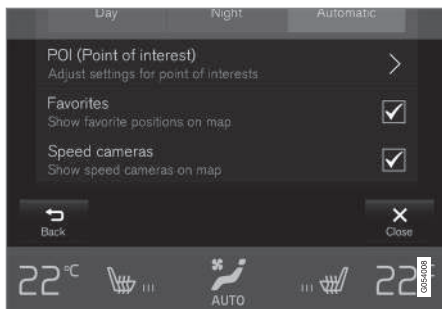 Day Night Automatic
POI (Point of interest)
Adjust settings for point of interests
Favorites
Show favorite positions on map
Speed cameras
Show speed cameras on map
Back
Close
22°C
AUTO
22°
G054008